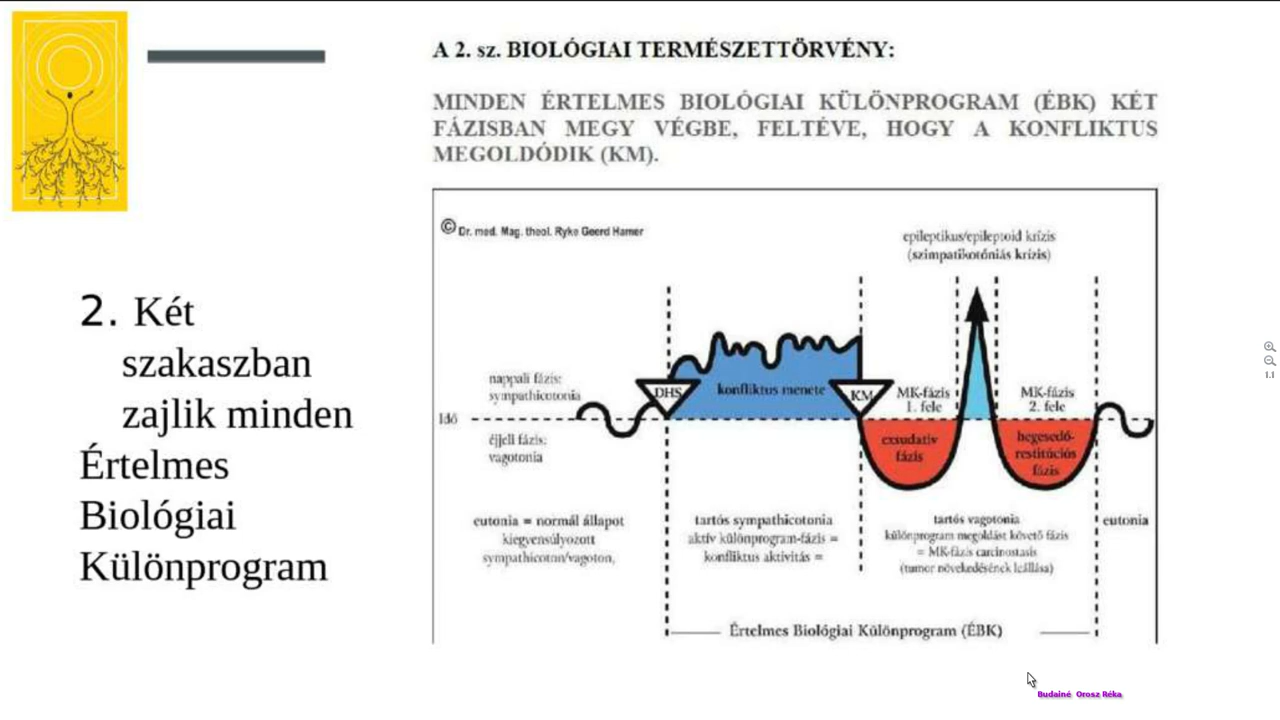 A 2. sz. BIOLÓGIAI TERMÉSZETTÖRVÉNY:
MINDEN ÉRTELMES BIOLÓGIAI KÜLÖNPROGRAM (ÉBK) KÉT
FÁZISBAN MEGY VÉGBE, FELTÉVE, HOGY A KONFLIKTUS
MEGOLDÓDIK (KM).
2. Két
szakaszban
zajlik minden
Értelmes
Biológiai
Különprogram
© Dr. med. Mag. theol. Ryke Geerd Hamer
epileptikus/epileptoid krízis
(szimpatikotóniás krízis)
nappali fázis:
sympathicotonia
DHS
konfliktus menete
KM
MK-fázis
1. fele
MK-fázis
2. fele
Idő
éjjeli fázis:
vagotonia
exsudatív
fázis
hegesedő-
restitúciós
fázis
eutonia = normál állapot
kiegyensúlyozott
sympathicoton/vagoton,
tartós sympathicotonia
aktív különprogram-fázis =
konfliktus aktivitás =
tartós vagotonia
különprogram megoldást követő fázis
= MK-fázis carcinostasis
(tumor növekedésének leállása)
eutonia
Értelmes Biológiai Különprogram (ÉBK)
1.1
Budainé Orosz Réka